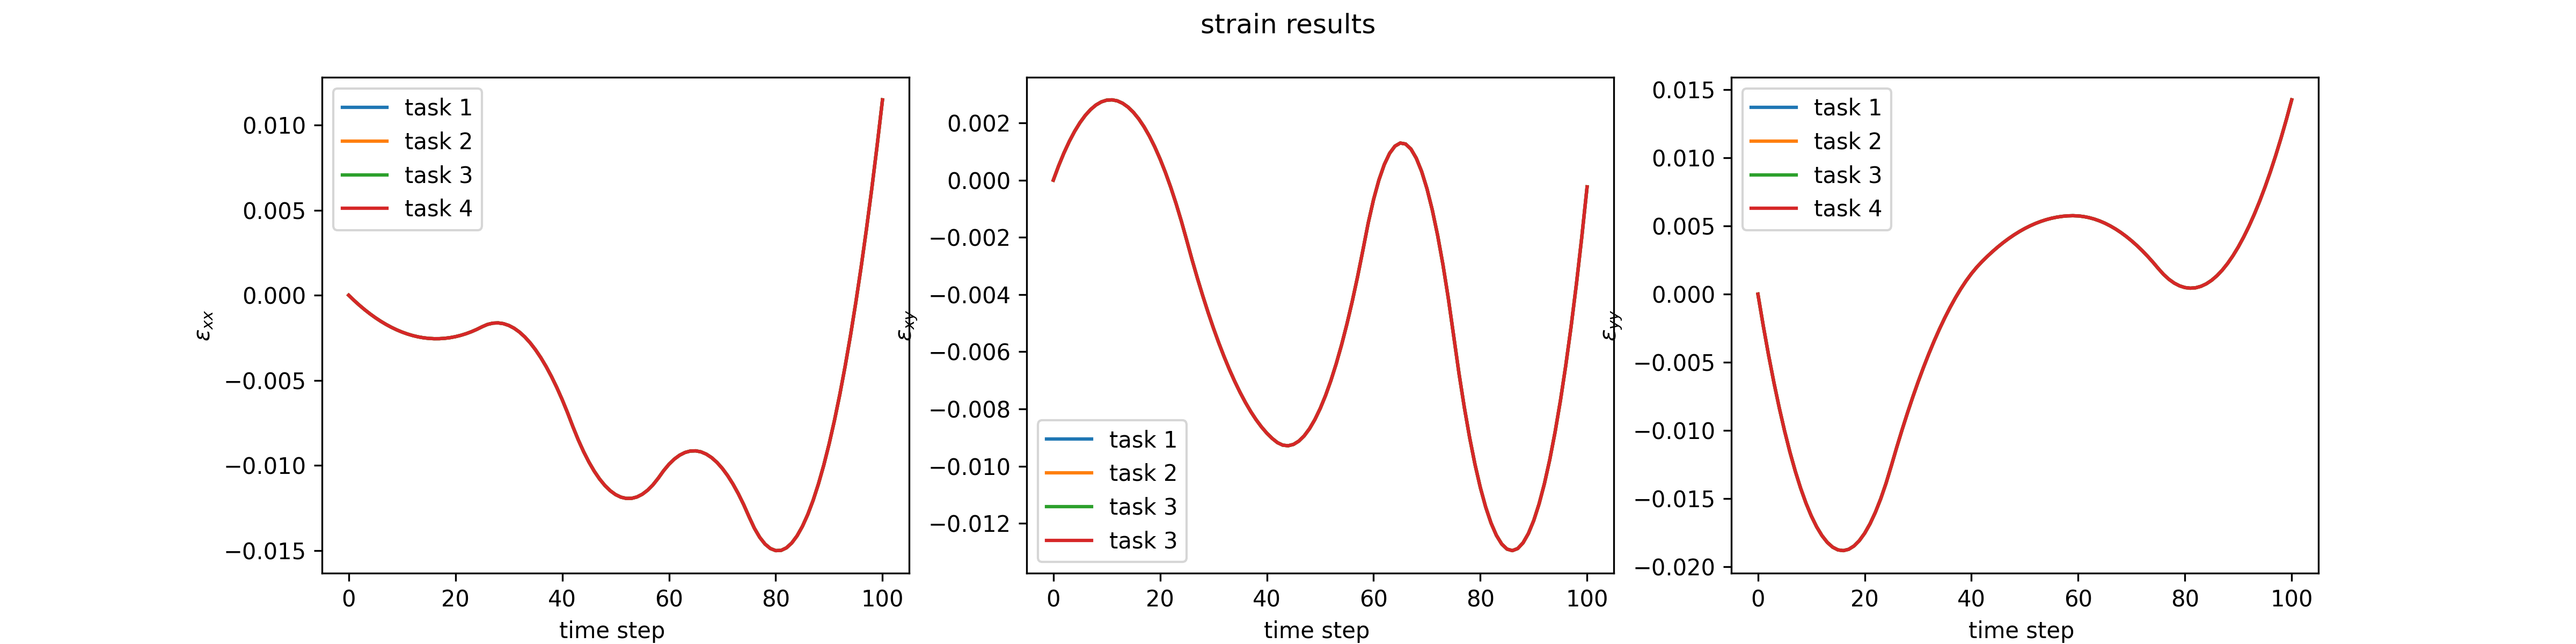 strain results
0.010
0.005
0.000
−0.005
−0.010
−0.015
εxx
task 1
task 2
task 3
task 4
0 20 40 60 80 100
time step
0.002
0.000
−0.002
−0.004
−0.006
−0.008
−0.010
−0.012
εxy
task 1
task 2
task 3
task 3
0 20 40 60 80 100
time step
0.015
0.010
0.005
0.000
−0.005
−0.010
−0.015
−0.020
εyy
task 1
task 2
task 3
task 4
0 20 40 60 80 100
time step